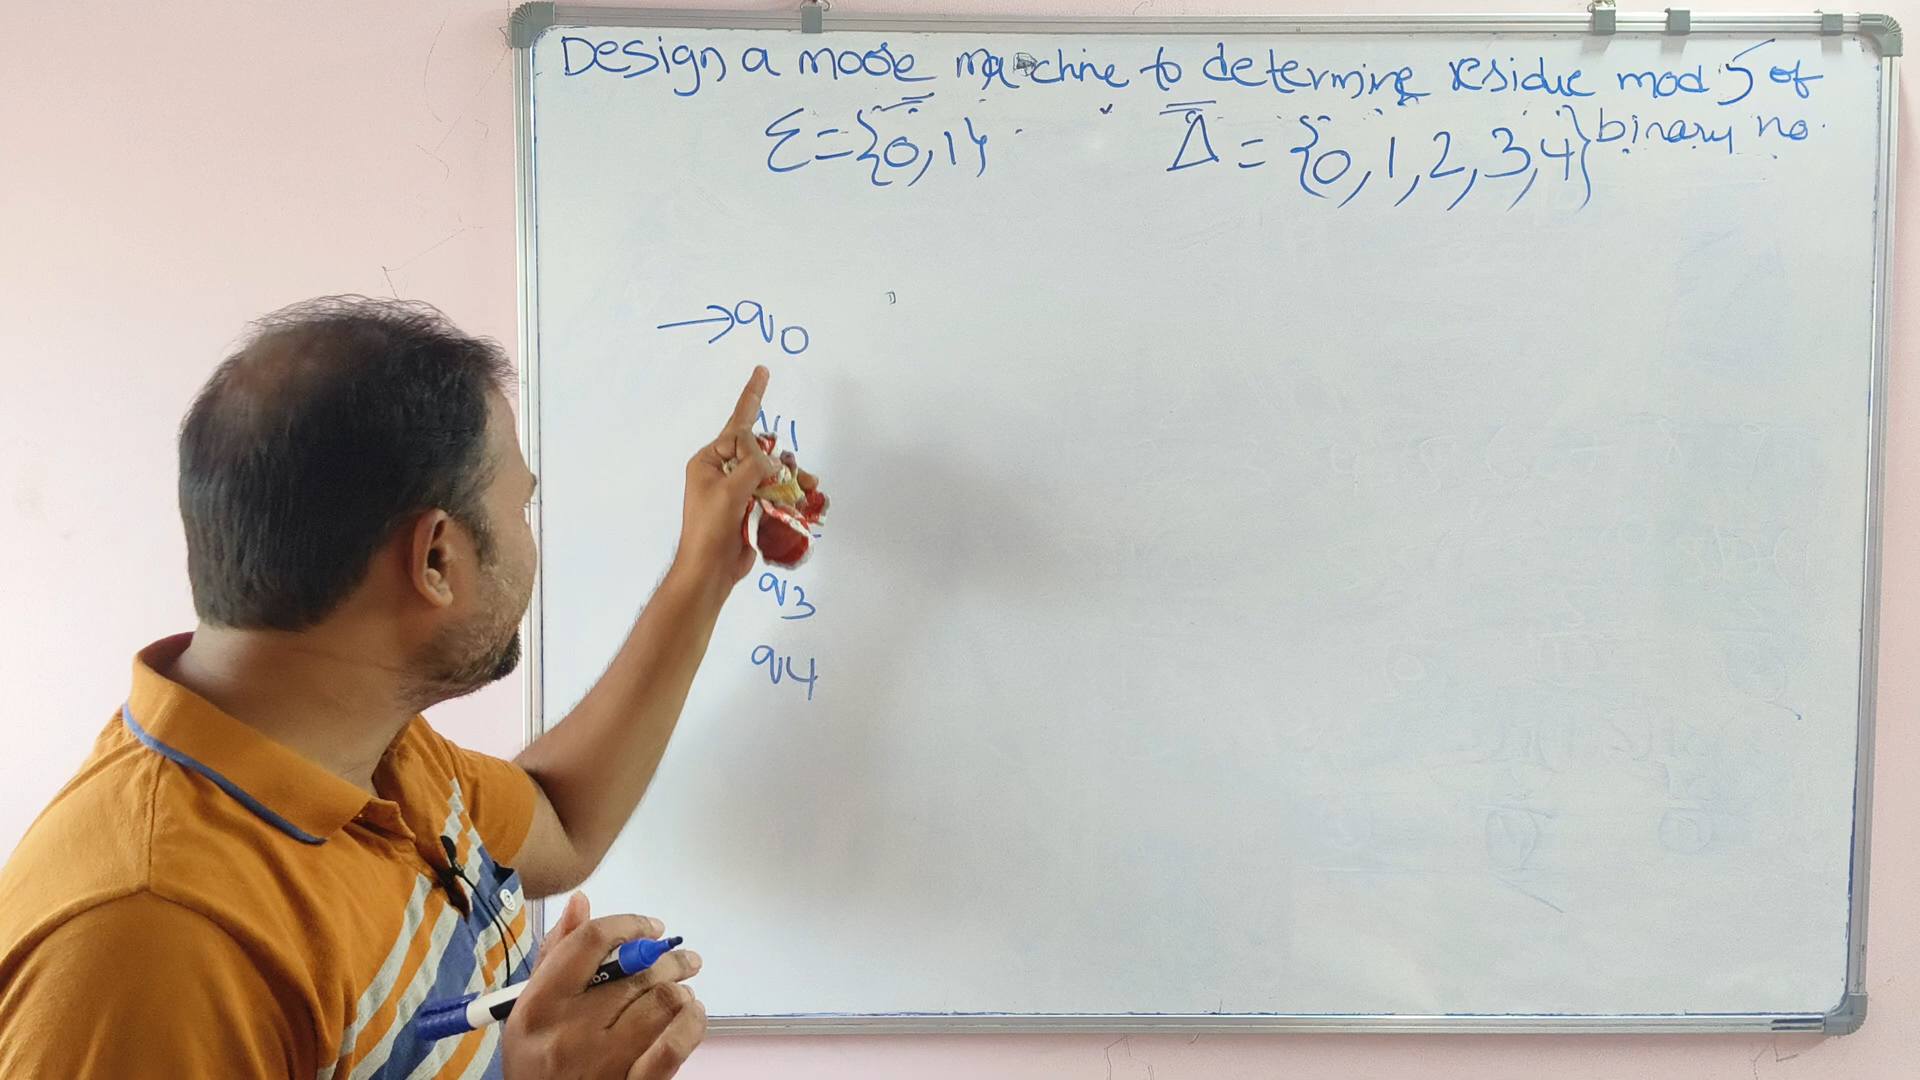 Design a moore machine to determine residue mod 5 of
Σ={0,1} Δ = {0,1,2,3,4} binary no.
→q0
q3
q4